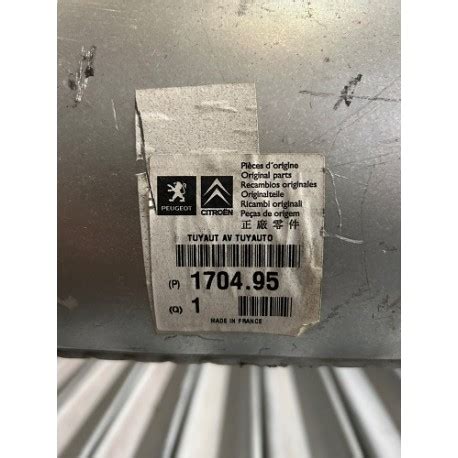 Pièces d'origine
Original parts
Recambios originales
Originalteile
Ricambi originali
Peças de origem
正廠零件
PEUGEOT
CITROËN
TUYAUT AV TUYAUTO
(P) 1704.95
(Q) 1
MADE IN FRANCE